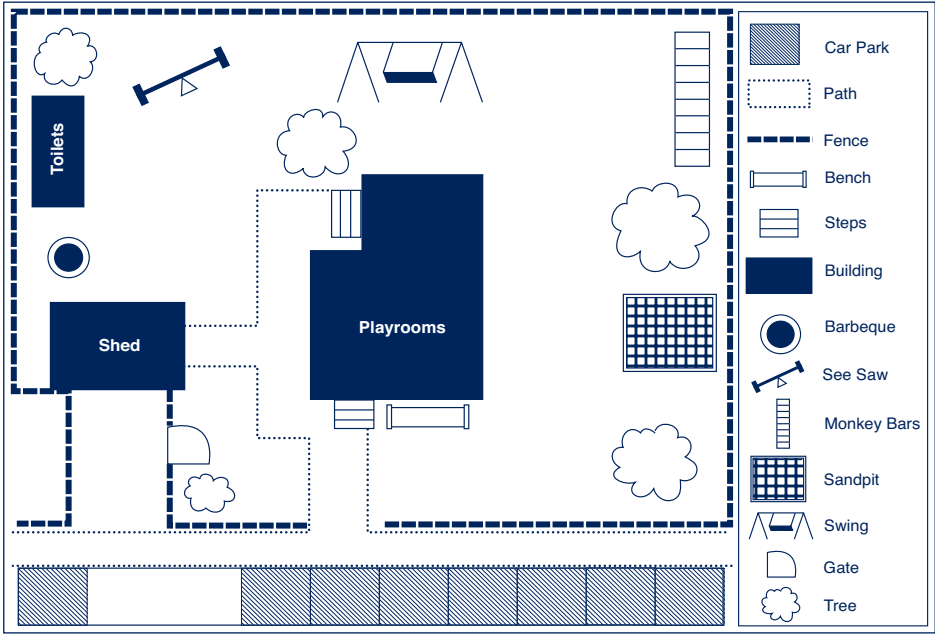 Toilets
Shed
Playrooms
Car Park
Path
Fence
Bench
Steps
Building
Barbeque
See Saw
Monkey Bars
Sandpit
Swing
Gate
Tree